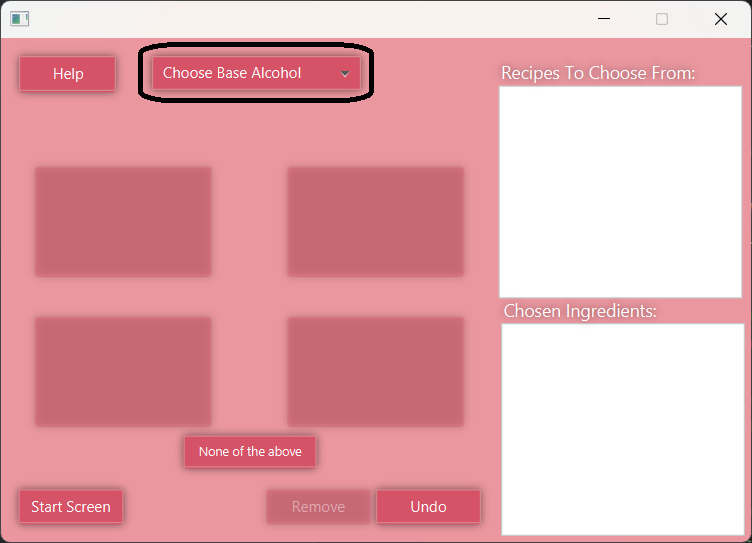 Help
Choose Base Alcohol
Recipes To Choose From:
Chosen Ingredients:
None of the above
Start Screen
Remove
Undo